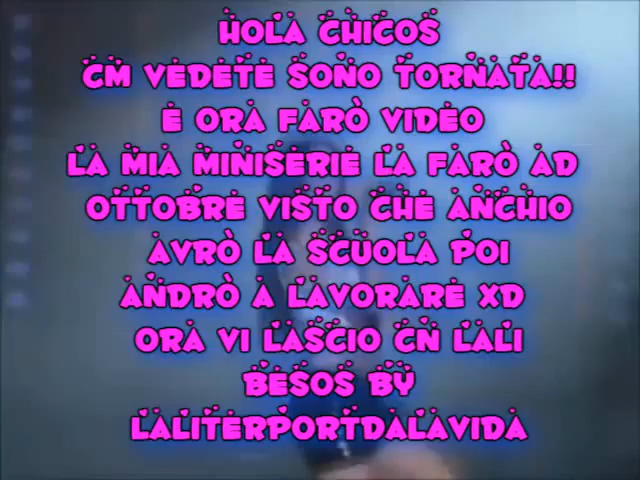 HOLA CHICOS
CM VEDETE SONO TORNATA!!
E ORA FARÒ VIDEO
LA MIA MINISERIE LA FARÒ AD
OTTOBRE VISTO CHE ANCHIO
AVRÒ LA SCUOLA POI
ANDRÒ A LAVORARE XD
ORA VI LASCIO CN LALI
BESOS BY
LALITERPORTDALAVIDA